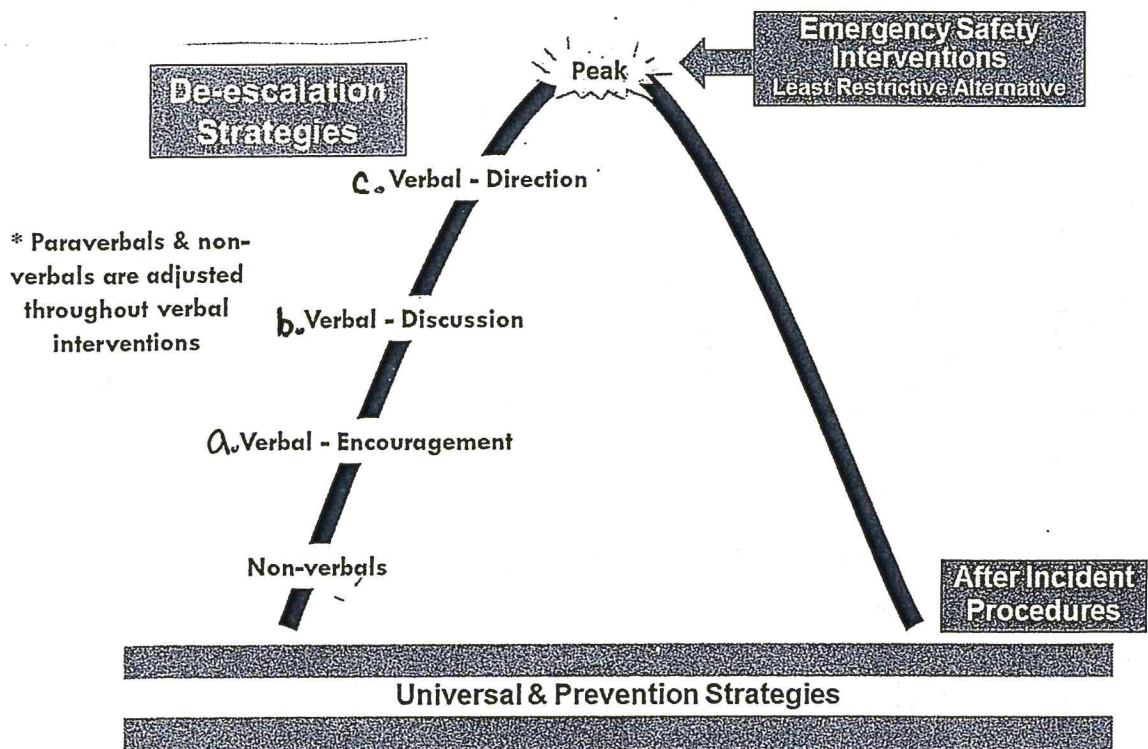 Emergency Safety
Interventions
Least Restrictive Alternative
Peak
De-escalation
Strategies
c. Verbal - Direction
* Paraverbals & non-
verbals are adjusted
throughout verbal
interventions
b. Verbal - Discussion
a. Verbal - Encouragement
Non-verbals
After Incident
Procedures
Universal & Prevention Strategies